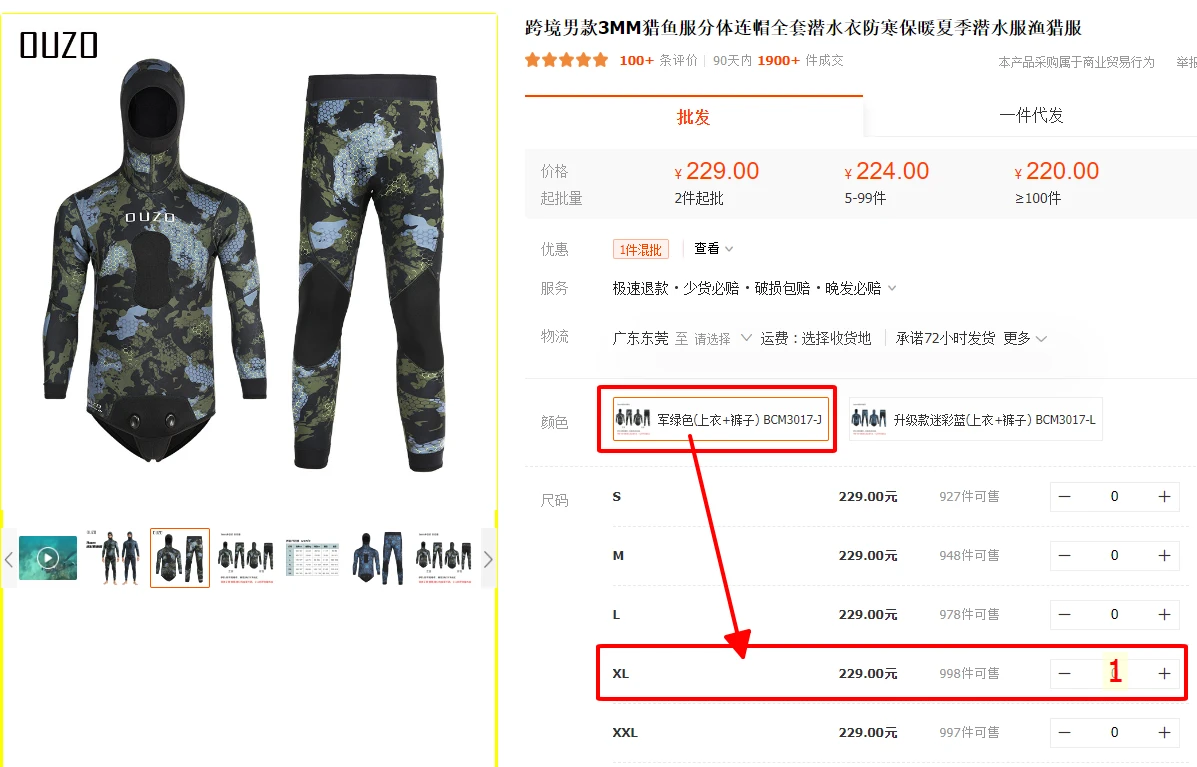 OUZO
OUZO
跨境男款3MM猎鱼服分体连帽全套潜水衣防寒保暖夏季潜水服渔猎服
100+ 条评价 | 90天内 1900+ 件成交
本产品采购属于商业贸易行为 举报
批发
一件代发
价格 ¥ 229.00 ¥ 224.00 ¥ 220.00
起批量 2件起批 5-99件 ≥100件
优惠 1件混批 查看
服务 极速退款・少货必赔・破损包赔・晚发必赔
物流 广东东莞 至 请选择 运费：选择收货地 承诺72小时发货 更多
颜色 军绿色(上衣+裤子) BCM3017-J 升级款迷彩蓝(上衣+裤子) BCM3017-L
尺码 S 229.00元 927件可售 — 0 +
M 229.00元 948件可售 — 0 +
L 229.00元 978件可售 — 0 +
XL 229.00元 998件可售 — 1 +
XXL 229.00元 997件可售 — 0 +